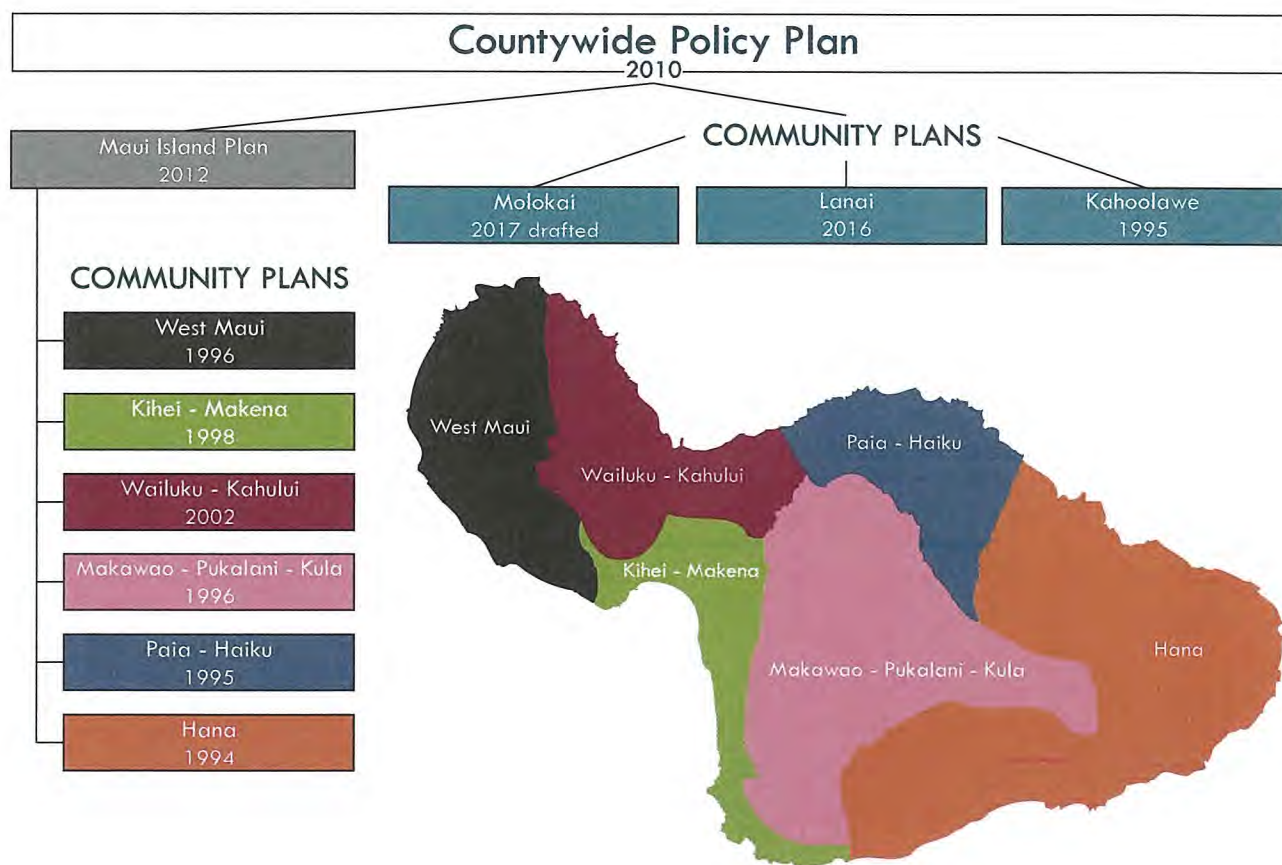 Countywide Policy Plan
2010
Maui Island Plan
2012
COMMUNITY PLANS
Molokai
2017 drafted
Lanai
2016
Kahoolawe
1995
COMMUNITY PLANS
West Maui
1996
Kihei - Makena
1998
Wailuku - Kahului
2002
Makawao - Pukalani - Kula
1996
Paia - Haiku
1995
Hana
1994
West Maui
Wailuku - Kahului
Paia - Haiku
Kihei - Makena
Makawao - Pukalani - Kula
Hana